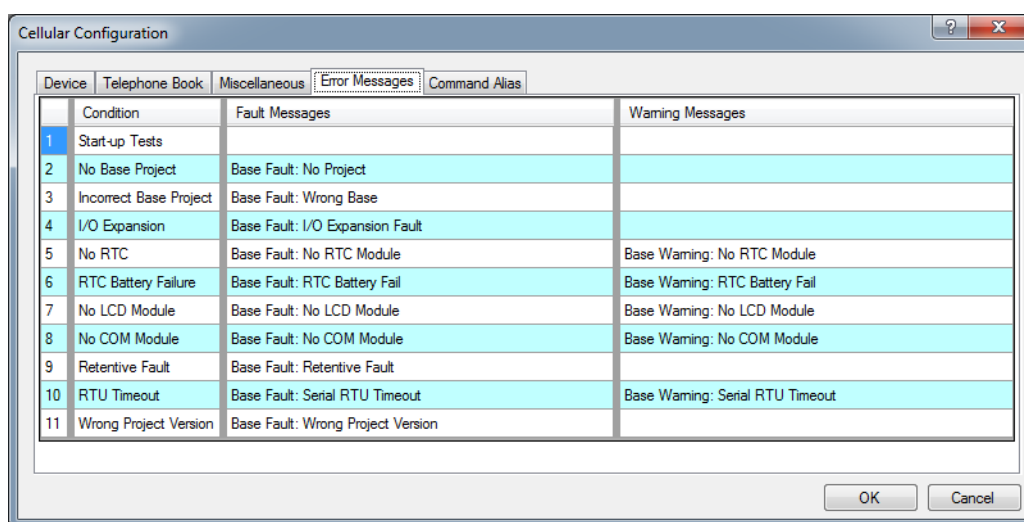 Cellular Configuration
? X
Device Telephone Book Miscellaneous Error Messages Command Alias
Condition Fault Messages Warning Messages
1 Start-up Tests
2 No Base Project Base Fault: No Project
3 Incorrect Base Project Base Fault: Wrong Base
4 I/O Expansion Base Fault: I/O Expansion Fault
5 No RTC Base Fault: No RTC Module Base Warning: No RTC Module
6 RTC Battery Failure Base Fault: RTC Battery Fail Base Warning: RTC Battery Fail
7 No LCD Module Base Fault: No LCD Module Base Warning: No LCD Module
8 No COM Module Base Fault: No COM Module Base Warning: No COM Module
9 Retentive Fault Base Fault: Retentive Fault
10 RTU Timeout Base Fault: Serial RTU Timeout Base Warning: Serial RTU Timeout
11 Wrong Project Version Base Fault: Wrong Project Version
OK Cancel